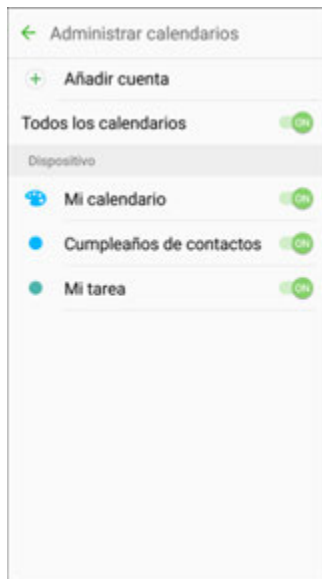 Administrar calendarios
Añadir cuenta
Todos los calendarios ON
Dispositivo
Mi calendario ON
Cumpleaños de contactos ON
Mi tarea ON